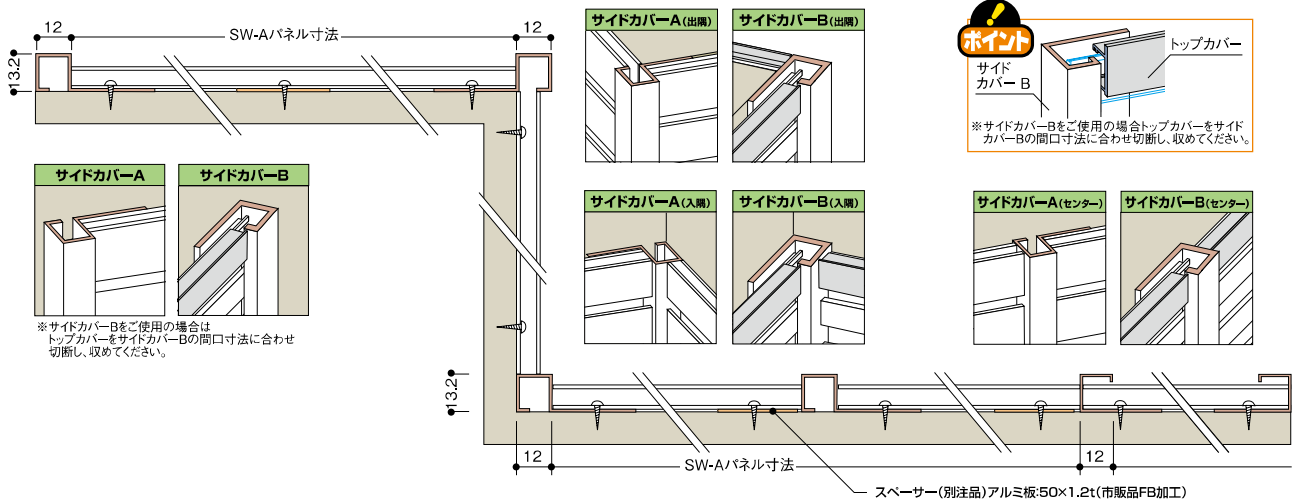 12
SW-Aパネル寸法
12
13.2
サイドカバーA
サイドカバーB
※サイドカバーBをご使用の場合は
トップカバーをサイドカバーBの間口寸法に合わせ
切断し、収めてください。
サイドカバーA(出隅)
サイドカバーB(出隅)
サイドカバーA(入隅)
サイドカバーB(入隅)
ポイント
サイド
カバー B
トップカバー
※サイドカバーBをご使用の場合トップカバーをサイド
カバーBの間口寸法に合わせ切断し、収めてください。
サイドカバーA(センター)
サイドカバーB(センター)
13.2
12
SW-Aパネル寸法
12
スペーサー(別注品)アルミ板:50×1.2t(市販品FB加工)